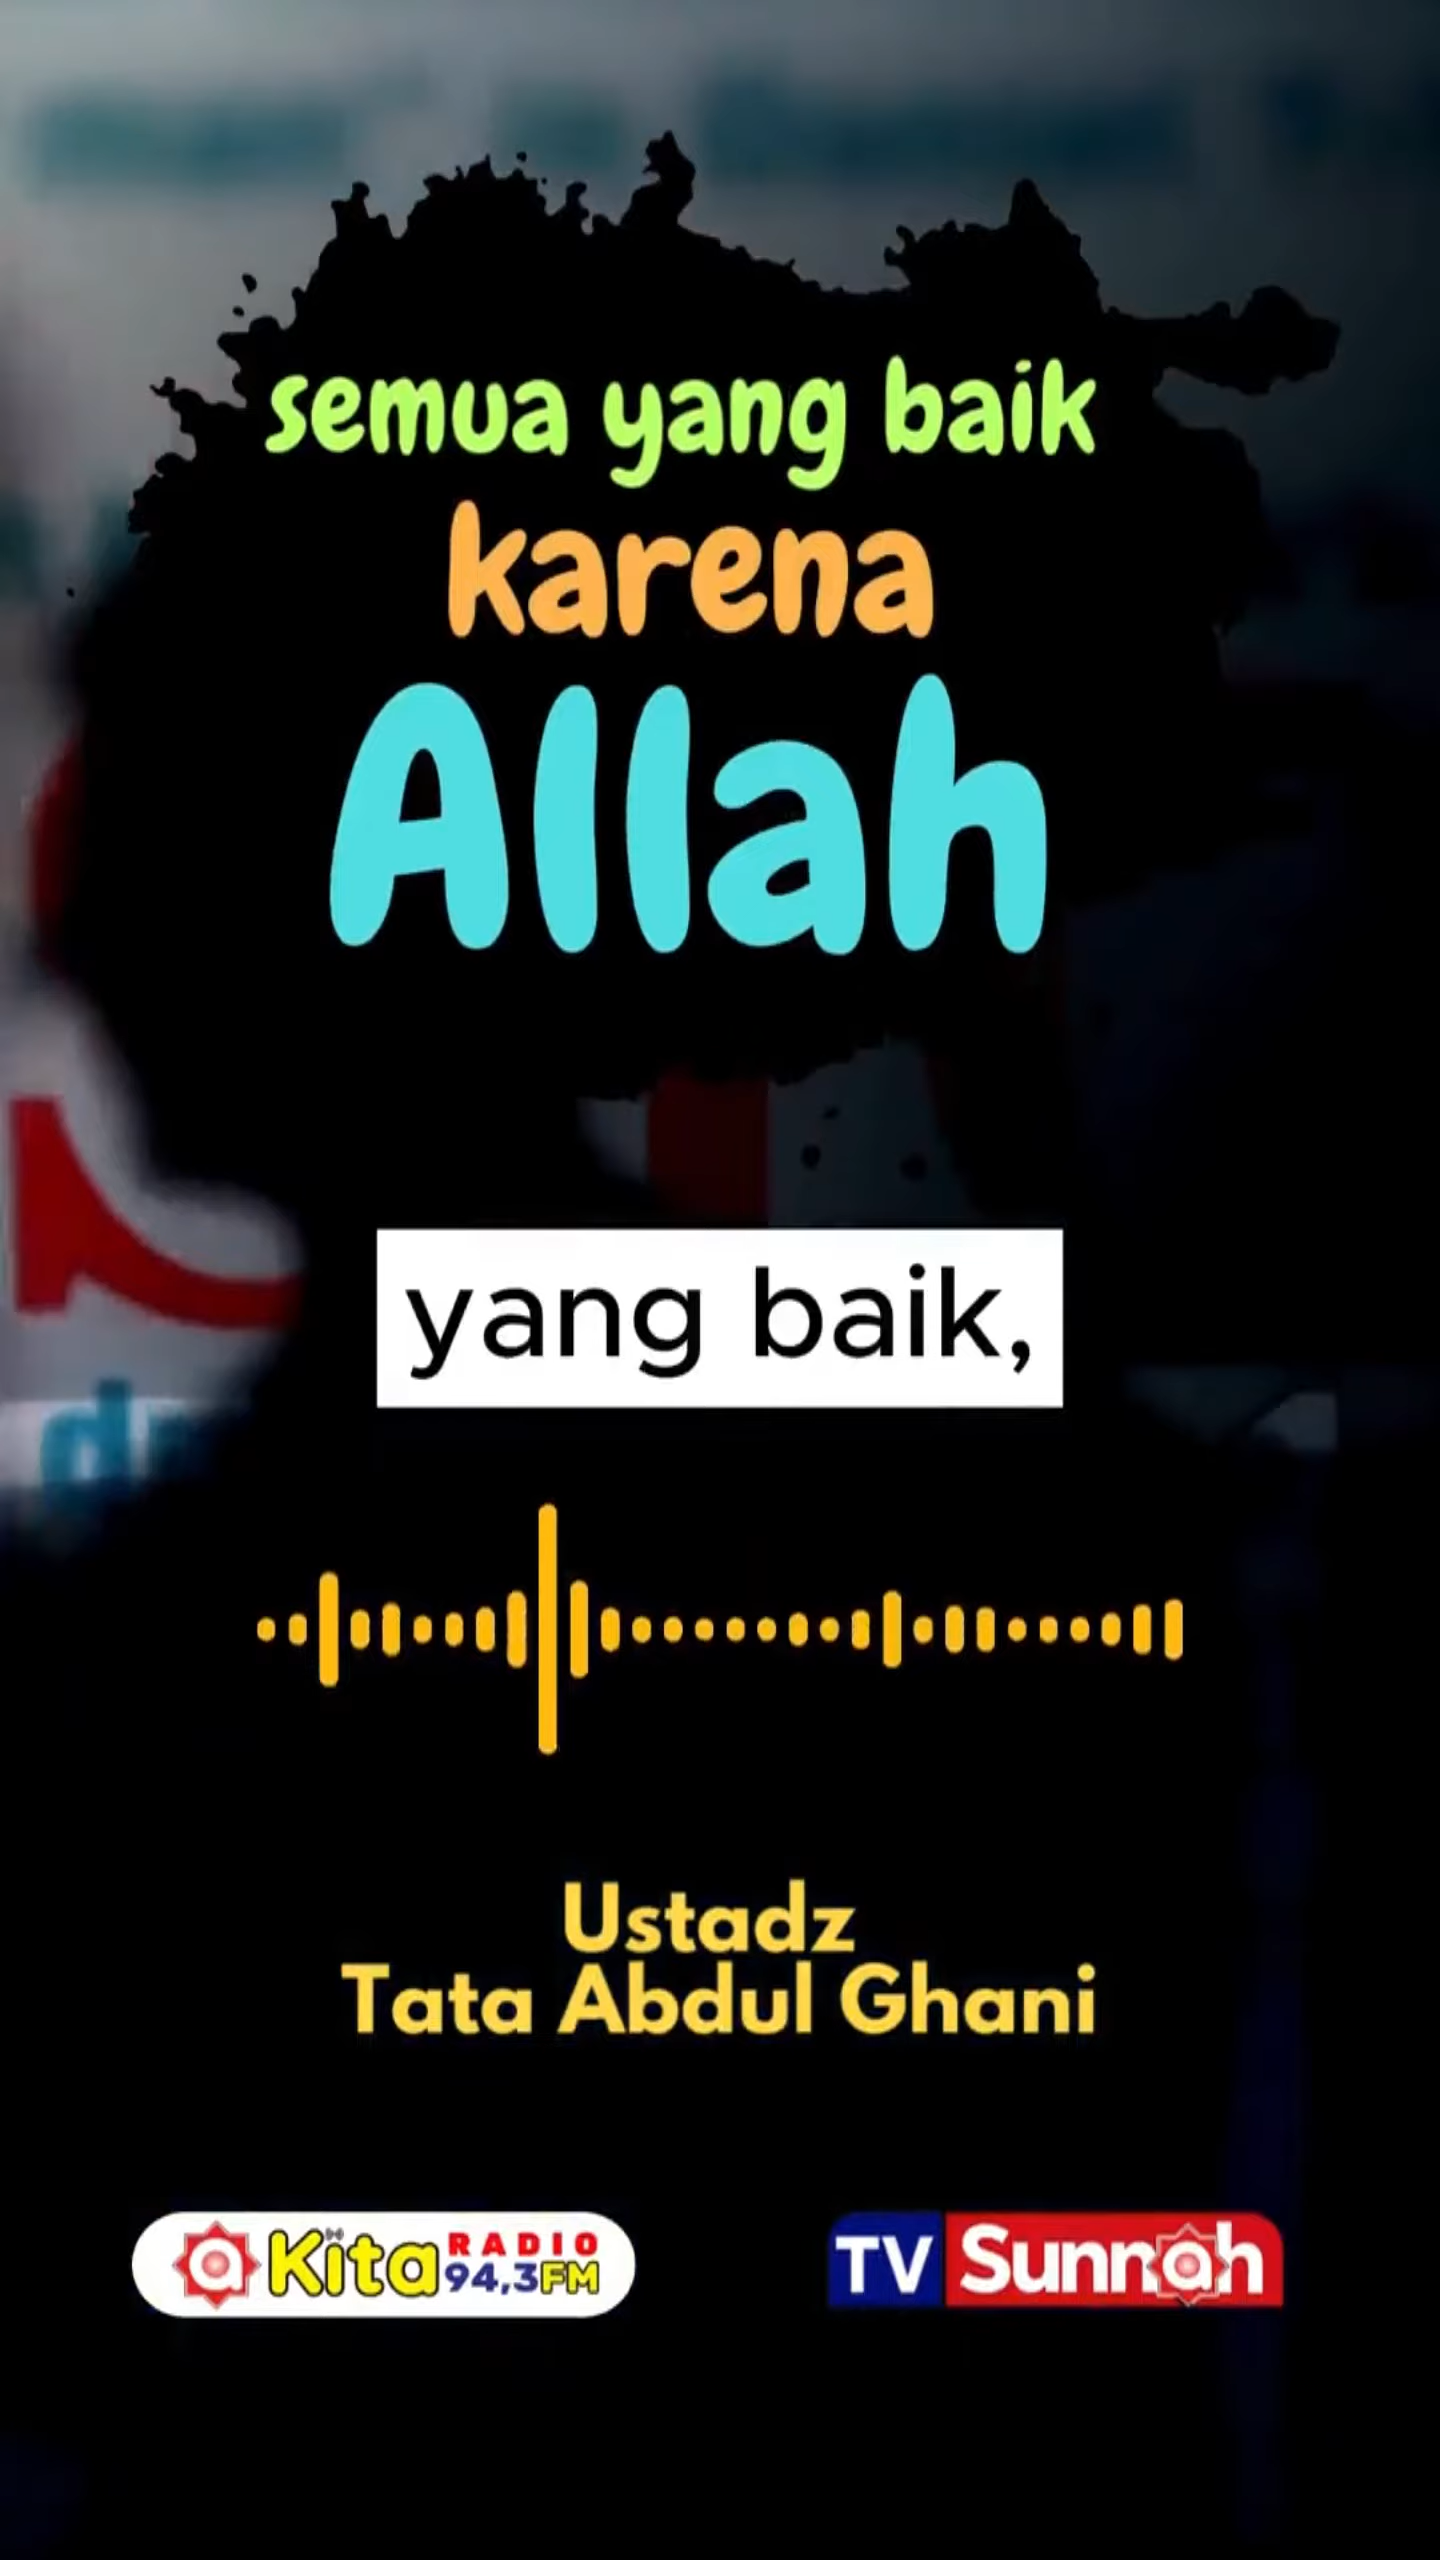 semua yang baik
karena
Allah
yang baik,
Ustadz
Tata Abdul Ghani
a Kita RADIO
94,3FM
TV Sunnah